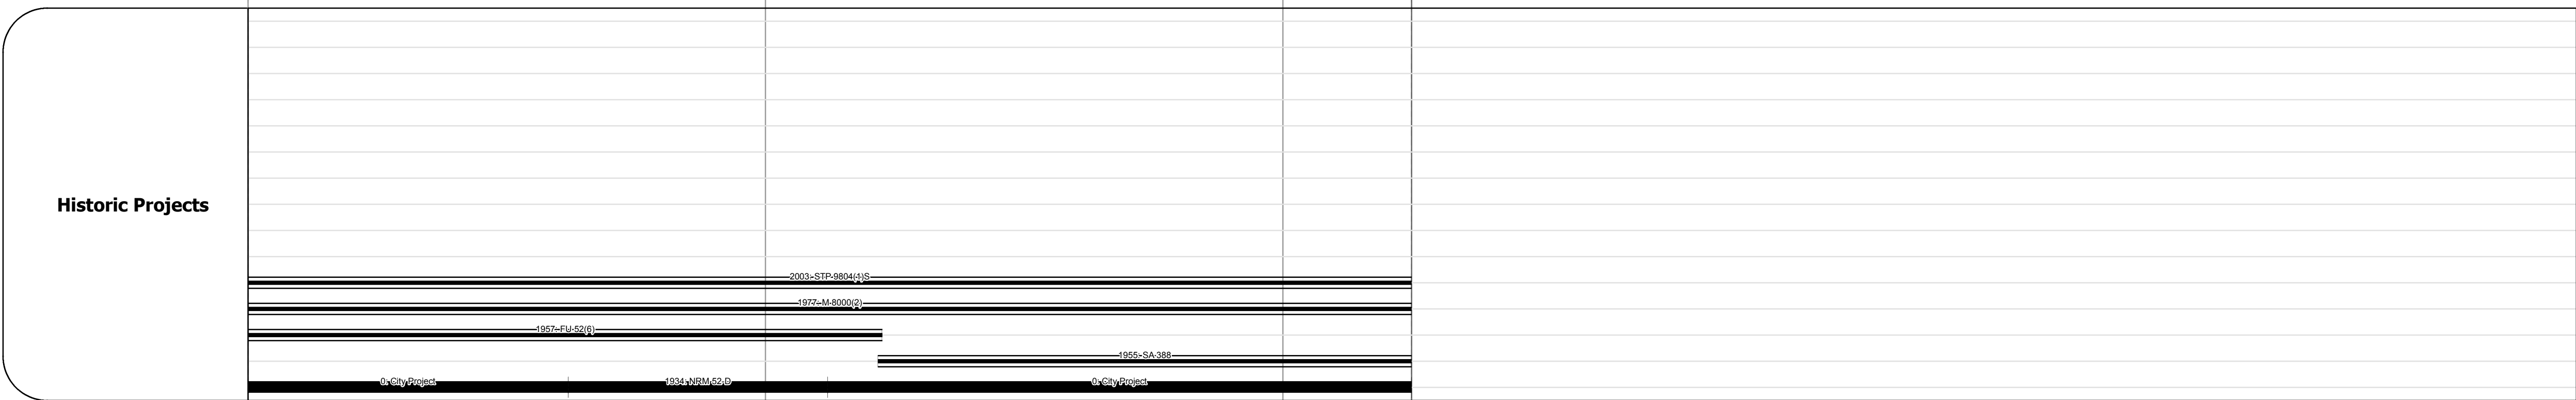 Historic Projects
2003: STP-9804(1)S
1977: M-8000(2)
1957: FU-52(6)
1955: SA-388
0: City Project
1934: NRM-52-D
0: City Project